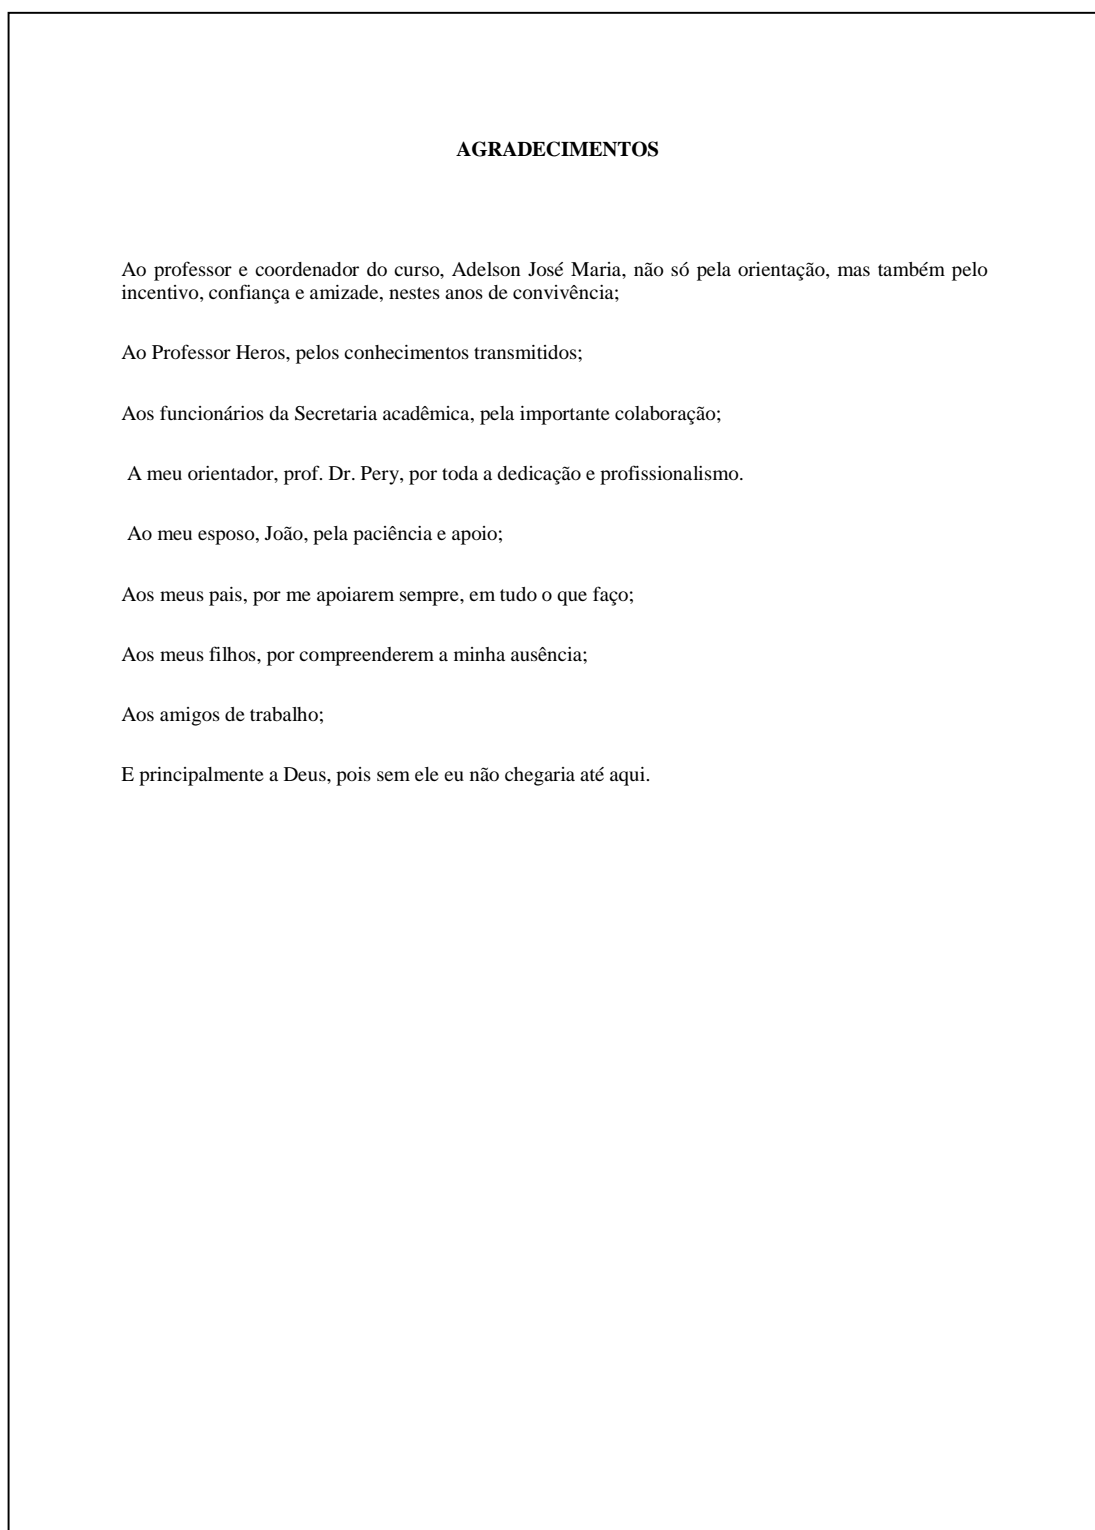 AGRADECIMENTOS
Ao professor e coordenador do curso, Adelson José Maria, não só pela orientação, mas também pelo
incentivo, confiança e amizade, nestes anos de convivência;
Ao Professor Heros, pelos conhecimentos transmitidos;
Aos funcionários da Secretaria acadêmica, pela importante colaboração;
A meu orientador, prof. Dr. Pery, por toda a dedicação e profissionalismo.
Ao meu esposo, João, pela paciência e apoio;
Aos meus pais, por me apoiarem sempre, em tudo o que faço;
Aos meus filhos, por compreenderem a minha ausência;
Aos amigos de trabalho;
E principalmente a Deus, pois sem ele eu não chegaria até aqui.